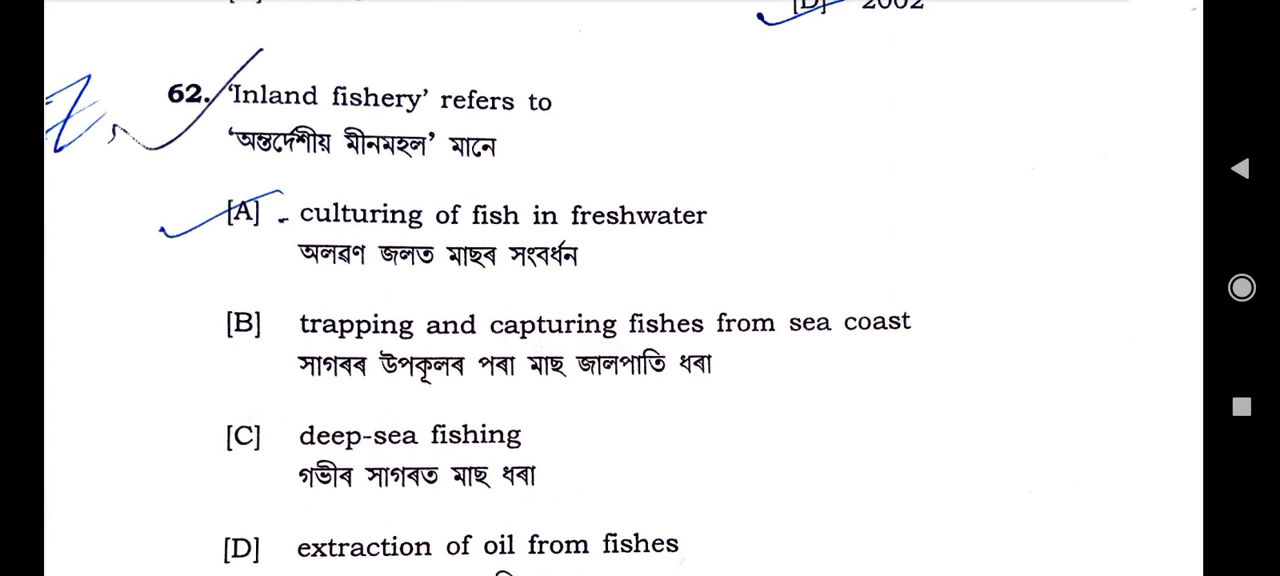 [D] 2002
62. ‘Inland fishery’ refers to
‘অন্তৰ্দেশীয় মীনমহল’ মানে
[A] culturing of fish in freshwater
অলৱণ জলত মাছৰ সংবৰ্ধন
[B] trapping and capturing fishes from sea coast
সাগৰৰ উপকূলৰ পৰা মাছ জালপাতি ধৰা
[C] deep-sea fishing
গভীৰ সাগৰত মাছ ধৰা
[D] extraction of oil from fishes